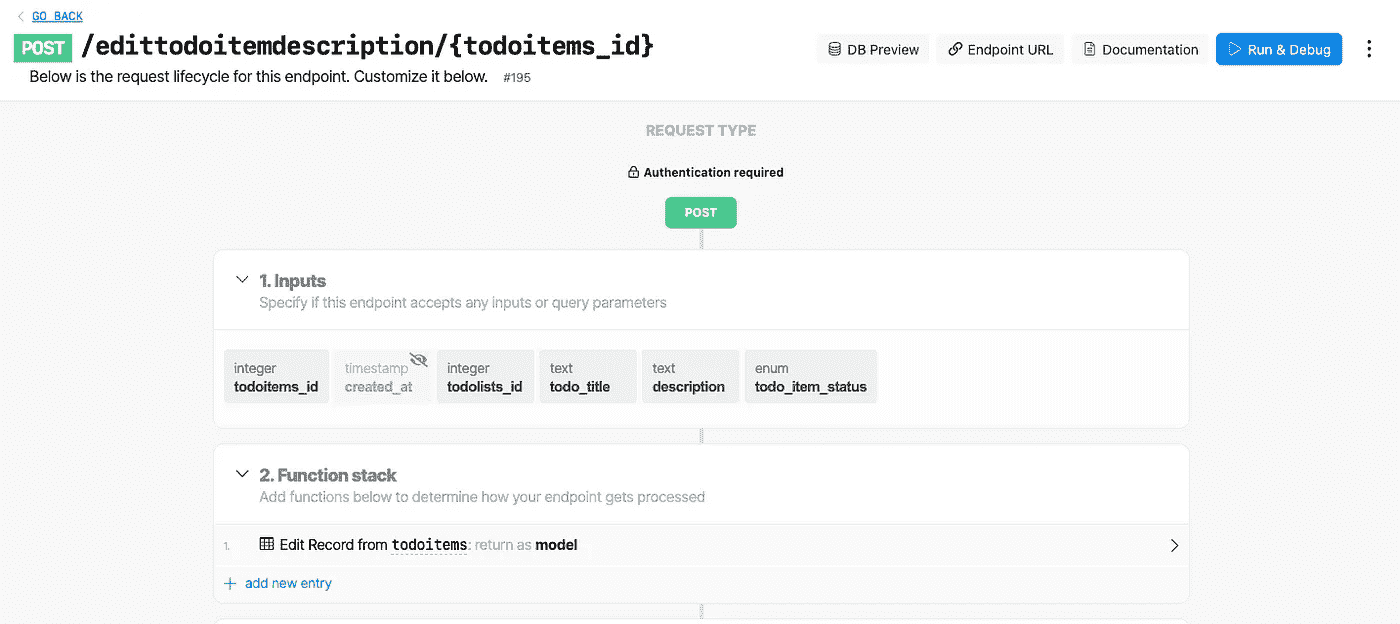 GO BACK
POST /edittodoitemdescription/{todoitems_id}
DB Preview
Endpoint URL
Documentation
Run & Debug
Below is the request lifecycle for this endpoint. Customize it below. #195
REQUEST TYPE
Authentication required
POST
1. Inputs
Specify if this endpoint accepts any inputs or query parameters
integer
todoitems_id
timestamp
created_at
integer
todolists_id
text
todo_title
text
description
enum
todo_item_status
2. Function stack
Add functions below to determine how your endpoint gets processed
1. Edit Record from todoitems: return as model
+ add new entry